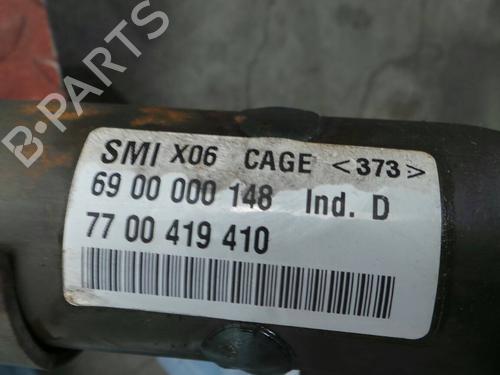 B-PARTS
SMI X06 CAGE <373>
69 00 000 148 Ind. D
77 00 419 410